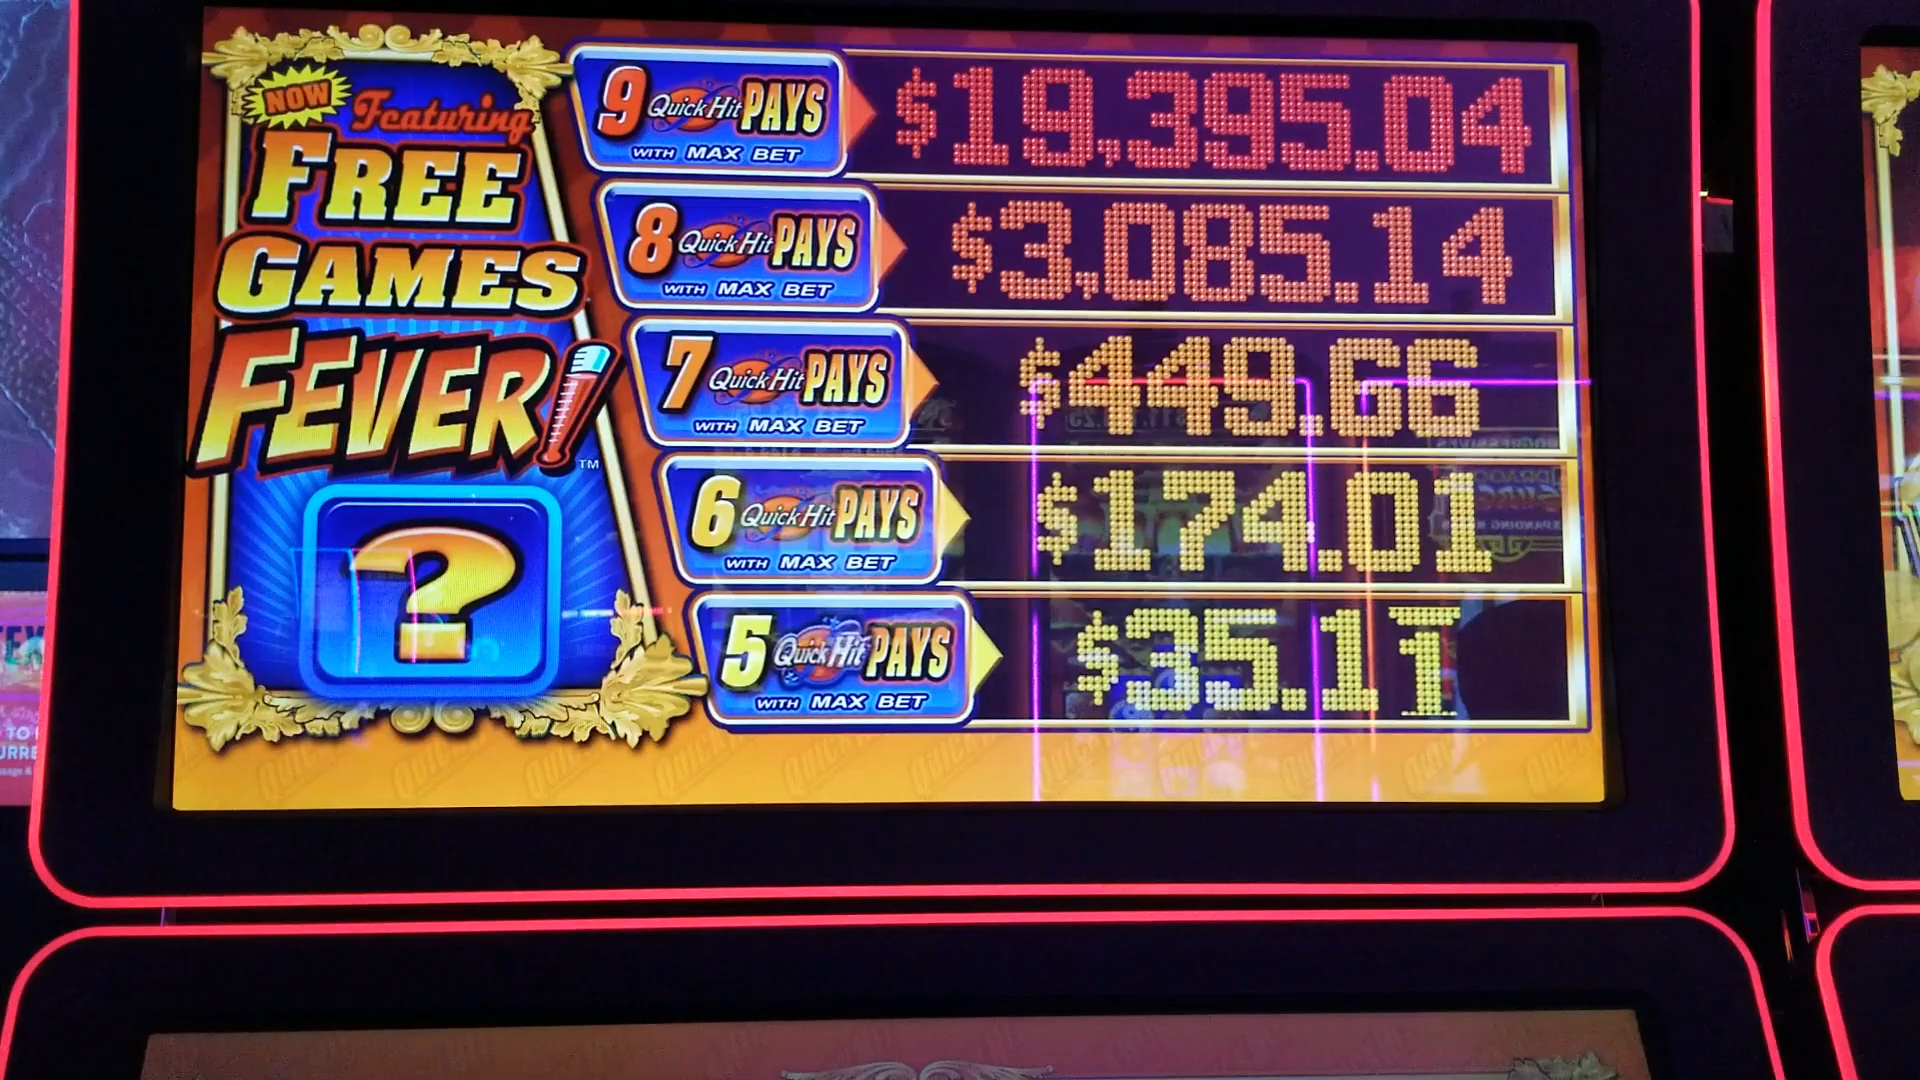 NOW Featuring
FREE
GAMES
FEVER!™
?
9 Quick Hit PAYS
WITH MAX BET
$19,395.04
8 Quick Hit PAYS
WITH MAX BET
$3,085.14
7 Quick Hit PAYS
WITH MAX BET
$449.66
6 Quick Hit PAYS
WITH MAX BET
$174.01
5 Quick Hit PAYS
WITH MAX BET
$35.1